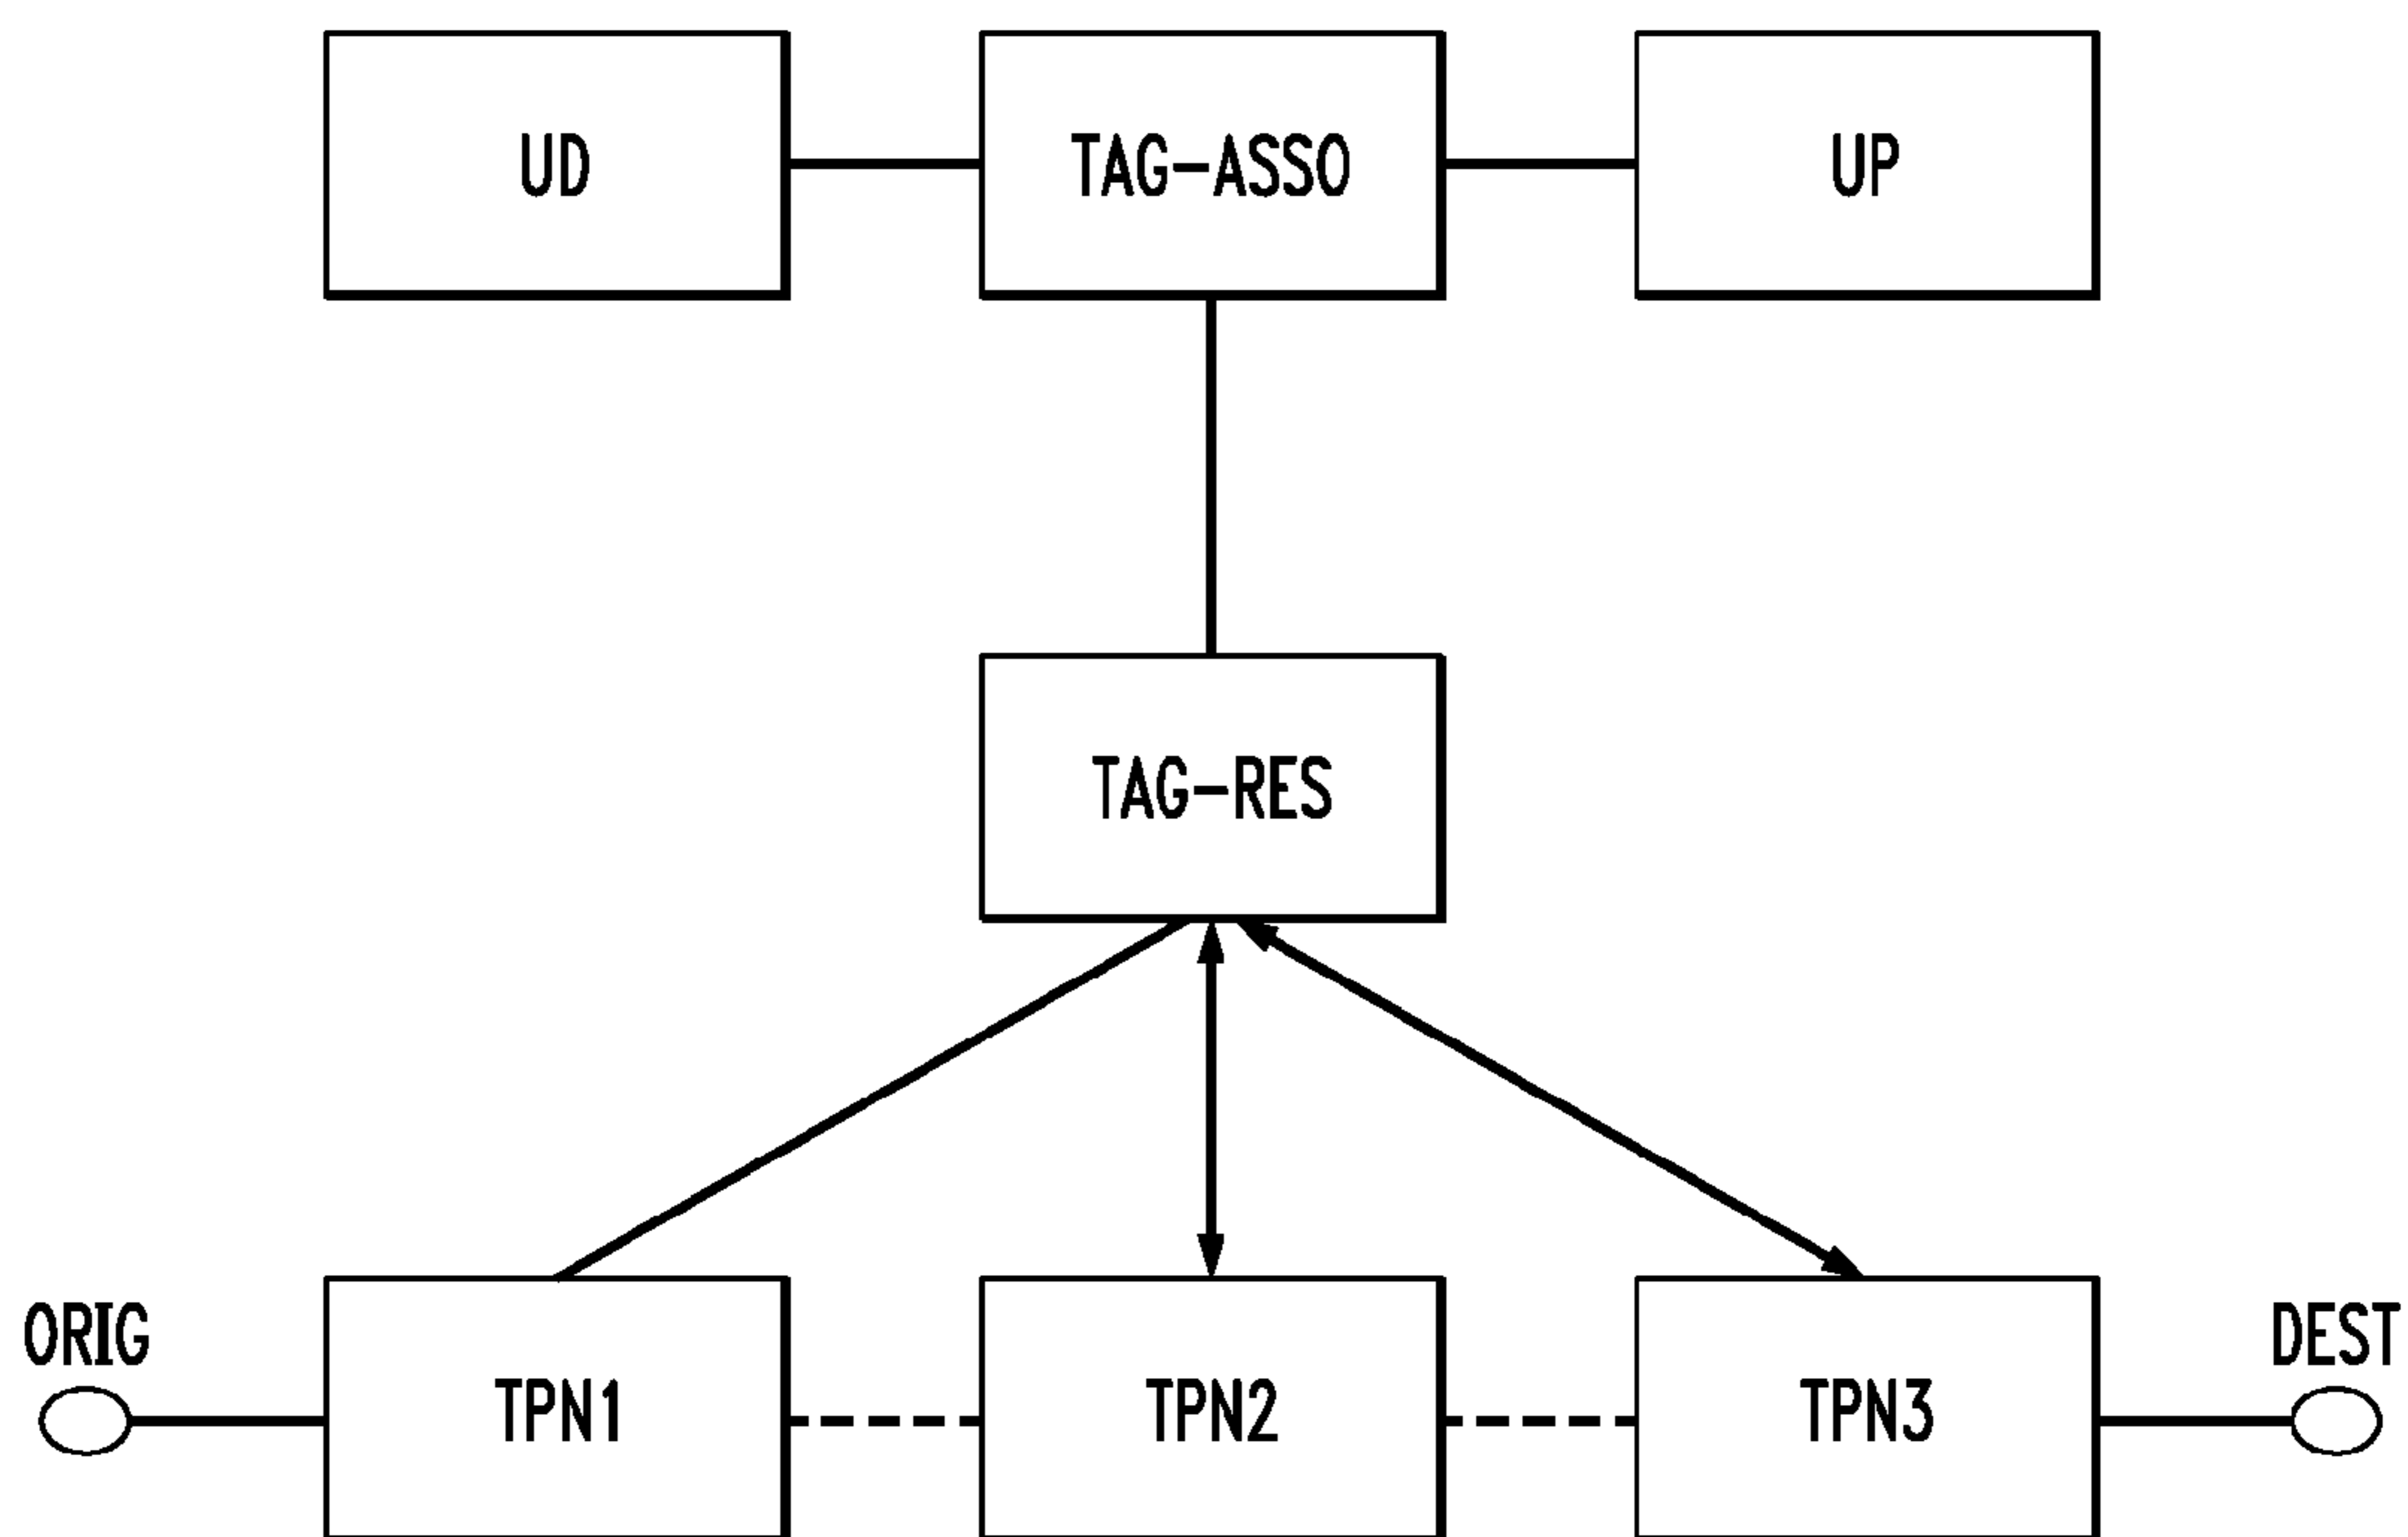 UD
TAG-ASSO
UP
TAG-RES
ORIG
DEST
TPN1
TPN2
TPN3